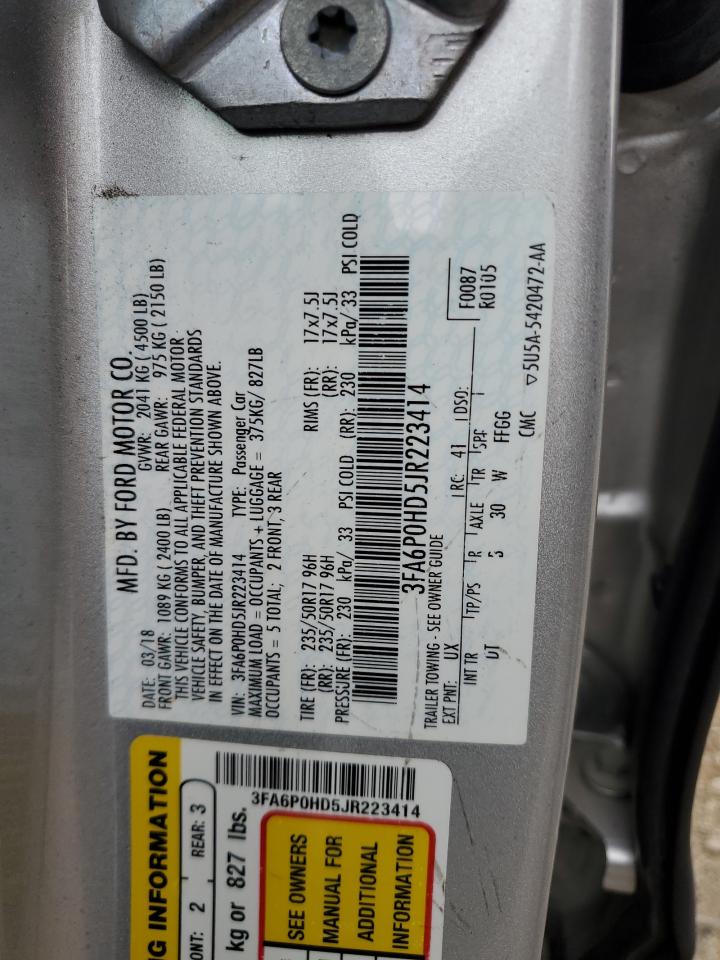 MFD. BY FORD MOTOR CO.
DATE: 03/18 GVWR: 2041 KG ( 4500 LB)
FRONT GAWR: 1089 KG ( 2400 LB) REAR GAWR: 975 KG ( 2150 LB)
THIS VEHICLE CONFORMS TO ALL APPLICABLE FEDERAL MOTOR
VEHICLE SAFETY, BUMPER, AND THEFT PREVENTION STANDARDS
IN EFFECT ON THE DATE OF MANUFACTURE SHOWN ABOVE.
VIN: 3FA6P0HD5JR223414 TYPE: Passenger Car
MAXIMUM LOAD = OCCUPANTS + LUGGAGE = 375KG/ 827LB
OCCUPANTS = 5 TOTAL; 2 FRONT, 3 REAR
TIRE (FR): 235/50R17 96H RIMS (FR): 17x7.5J
(RR): 235/50R17 96H (RR): 17x7.5J
PRESSURE (FR): 230 kPa/ 33 PSI COLD (RR): 230 kPa/ 33 PSI COLD
3FA6P0HD5JR223414
TRAILER TOWING - SEE OWNER GUIDE
F0087
R0105
EXT PNT: UX RC: 41 DSO:
INT TR TP/PS R AXLE TR SPR
UT 30 W FFGG
CMC ▽5U5A-5420472-AA
NG INFORMATION
ONT: 2 REAR: 3
kg or 827 lbs.
3FA6P0HD5JR223414
SEE OWNERS
MANUAL FOR
ADDITIONAL
INFORMATION